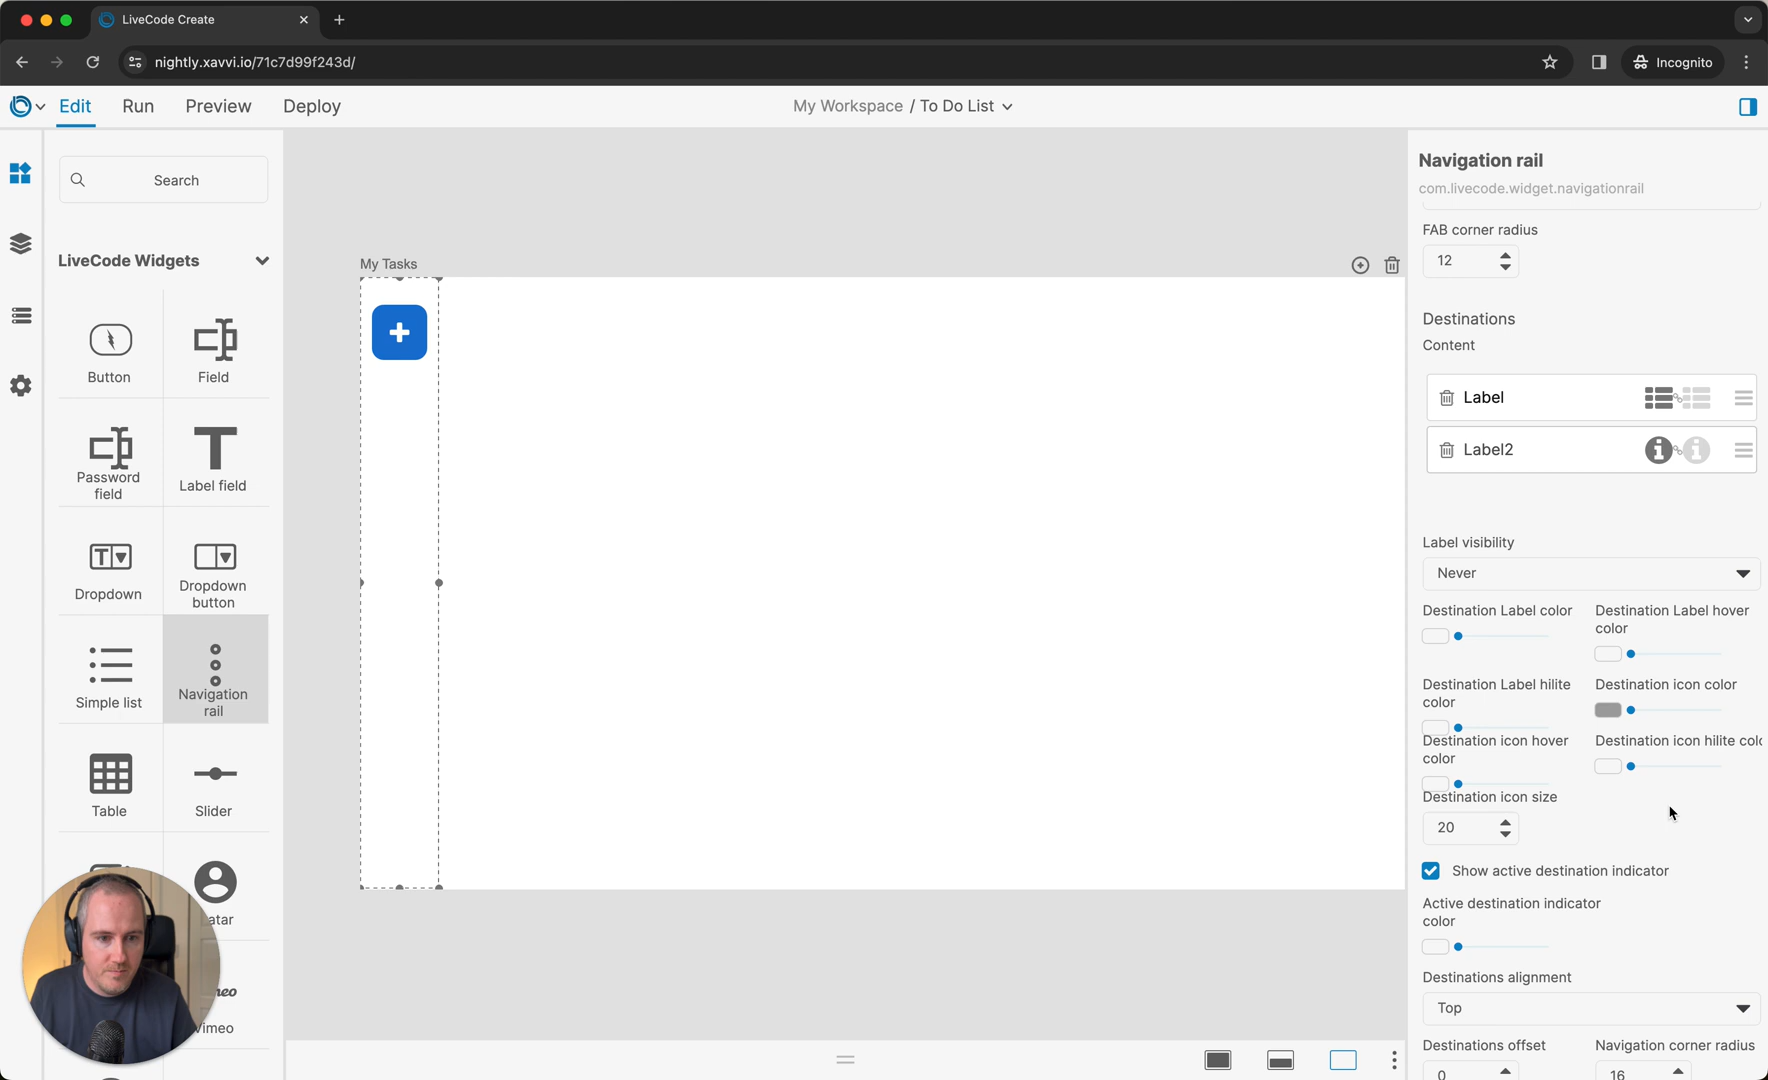 LiveCode Create
nightly.xavvi.io/71c7d99f243d/
Incognito
Edit
Run
Preview
Deploy
My Workspace / To Do List
Search
LiveCode Widgets
Button
Field
Password
field
Label field
Dropdown
Dropdown
button
Simple list
Navigation
rail
Table
Slider
atar
meo
Vimeo
My Tasks
Navigation rail
com.livecode.widget.navigationrail
FAB corner radius
12
Destinations
Content
Label
Label2
Label visibility
Never
Destination Label color
Destination Label hover
color
Destination Label hilite
color
Destination icon color
Destination icon hover
color
Destination icon hilite colo
Destination icon size
20
Show active destination indicator
Active destination indicator
color
Destinations alignment
Top
Destinations offset
Navigation corner radius
0
16